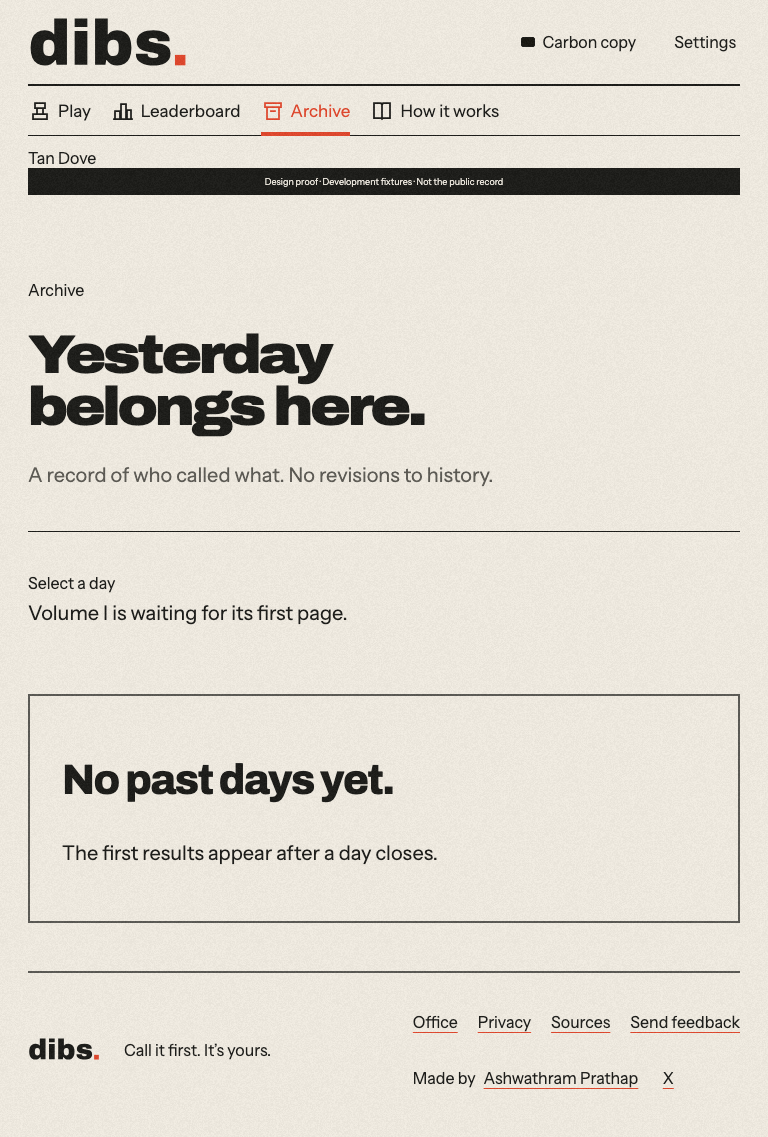 dibs.
Carbon copy
Settings
Play
Leaderboard
Archive
How it works
Tan Dove
Design proof · Development fixtures · Not the public record
Archive
Yesterday
belongs here.
A record of who called what. No revisions to history.
Select a day
Volume I is waiting for its first page.
No past days yet.
The first results appear after a day closes.
dibs.
Call it first. It’s yours.
Office
Privacy
Sources
Send feedback
Made by Ashwathram Prathap
X